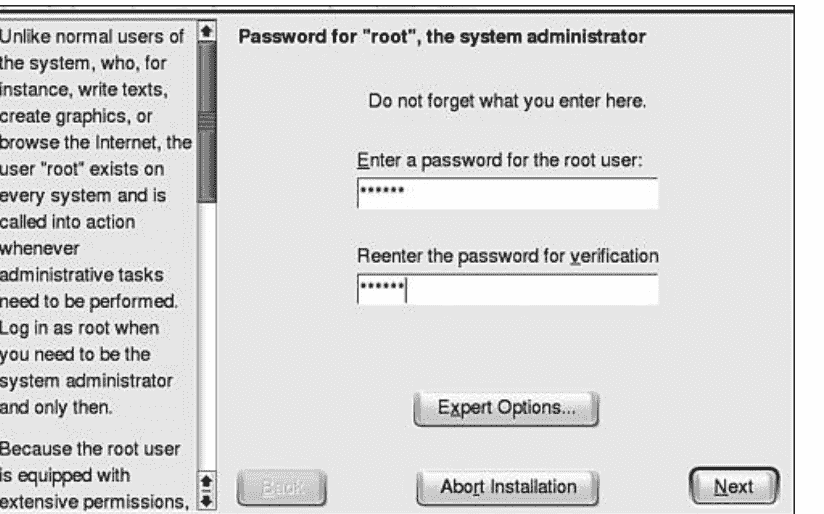 Unlike normal users of
the system, who, for
instance, write texts,
create graphics, or
browse the Internet, the
user "root" exists on
every system and is
called into action
whenever
administrative tasks
need to be performed.
Log in as root when
you need to be the
system administrator
and only then.
Because the root user
is equipped with
extensive permissions,
Password for "root", the system administrator
Do not forget what you enter here.
Enter a password for the root user:
******
Reenter the password for verification
******
Expert Options...
Back
Abort Installation
Next